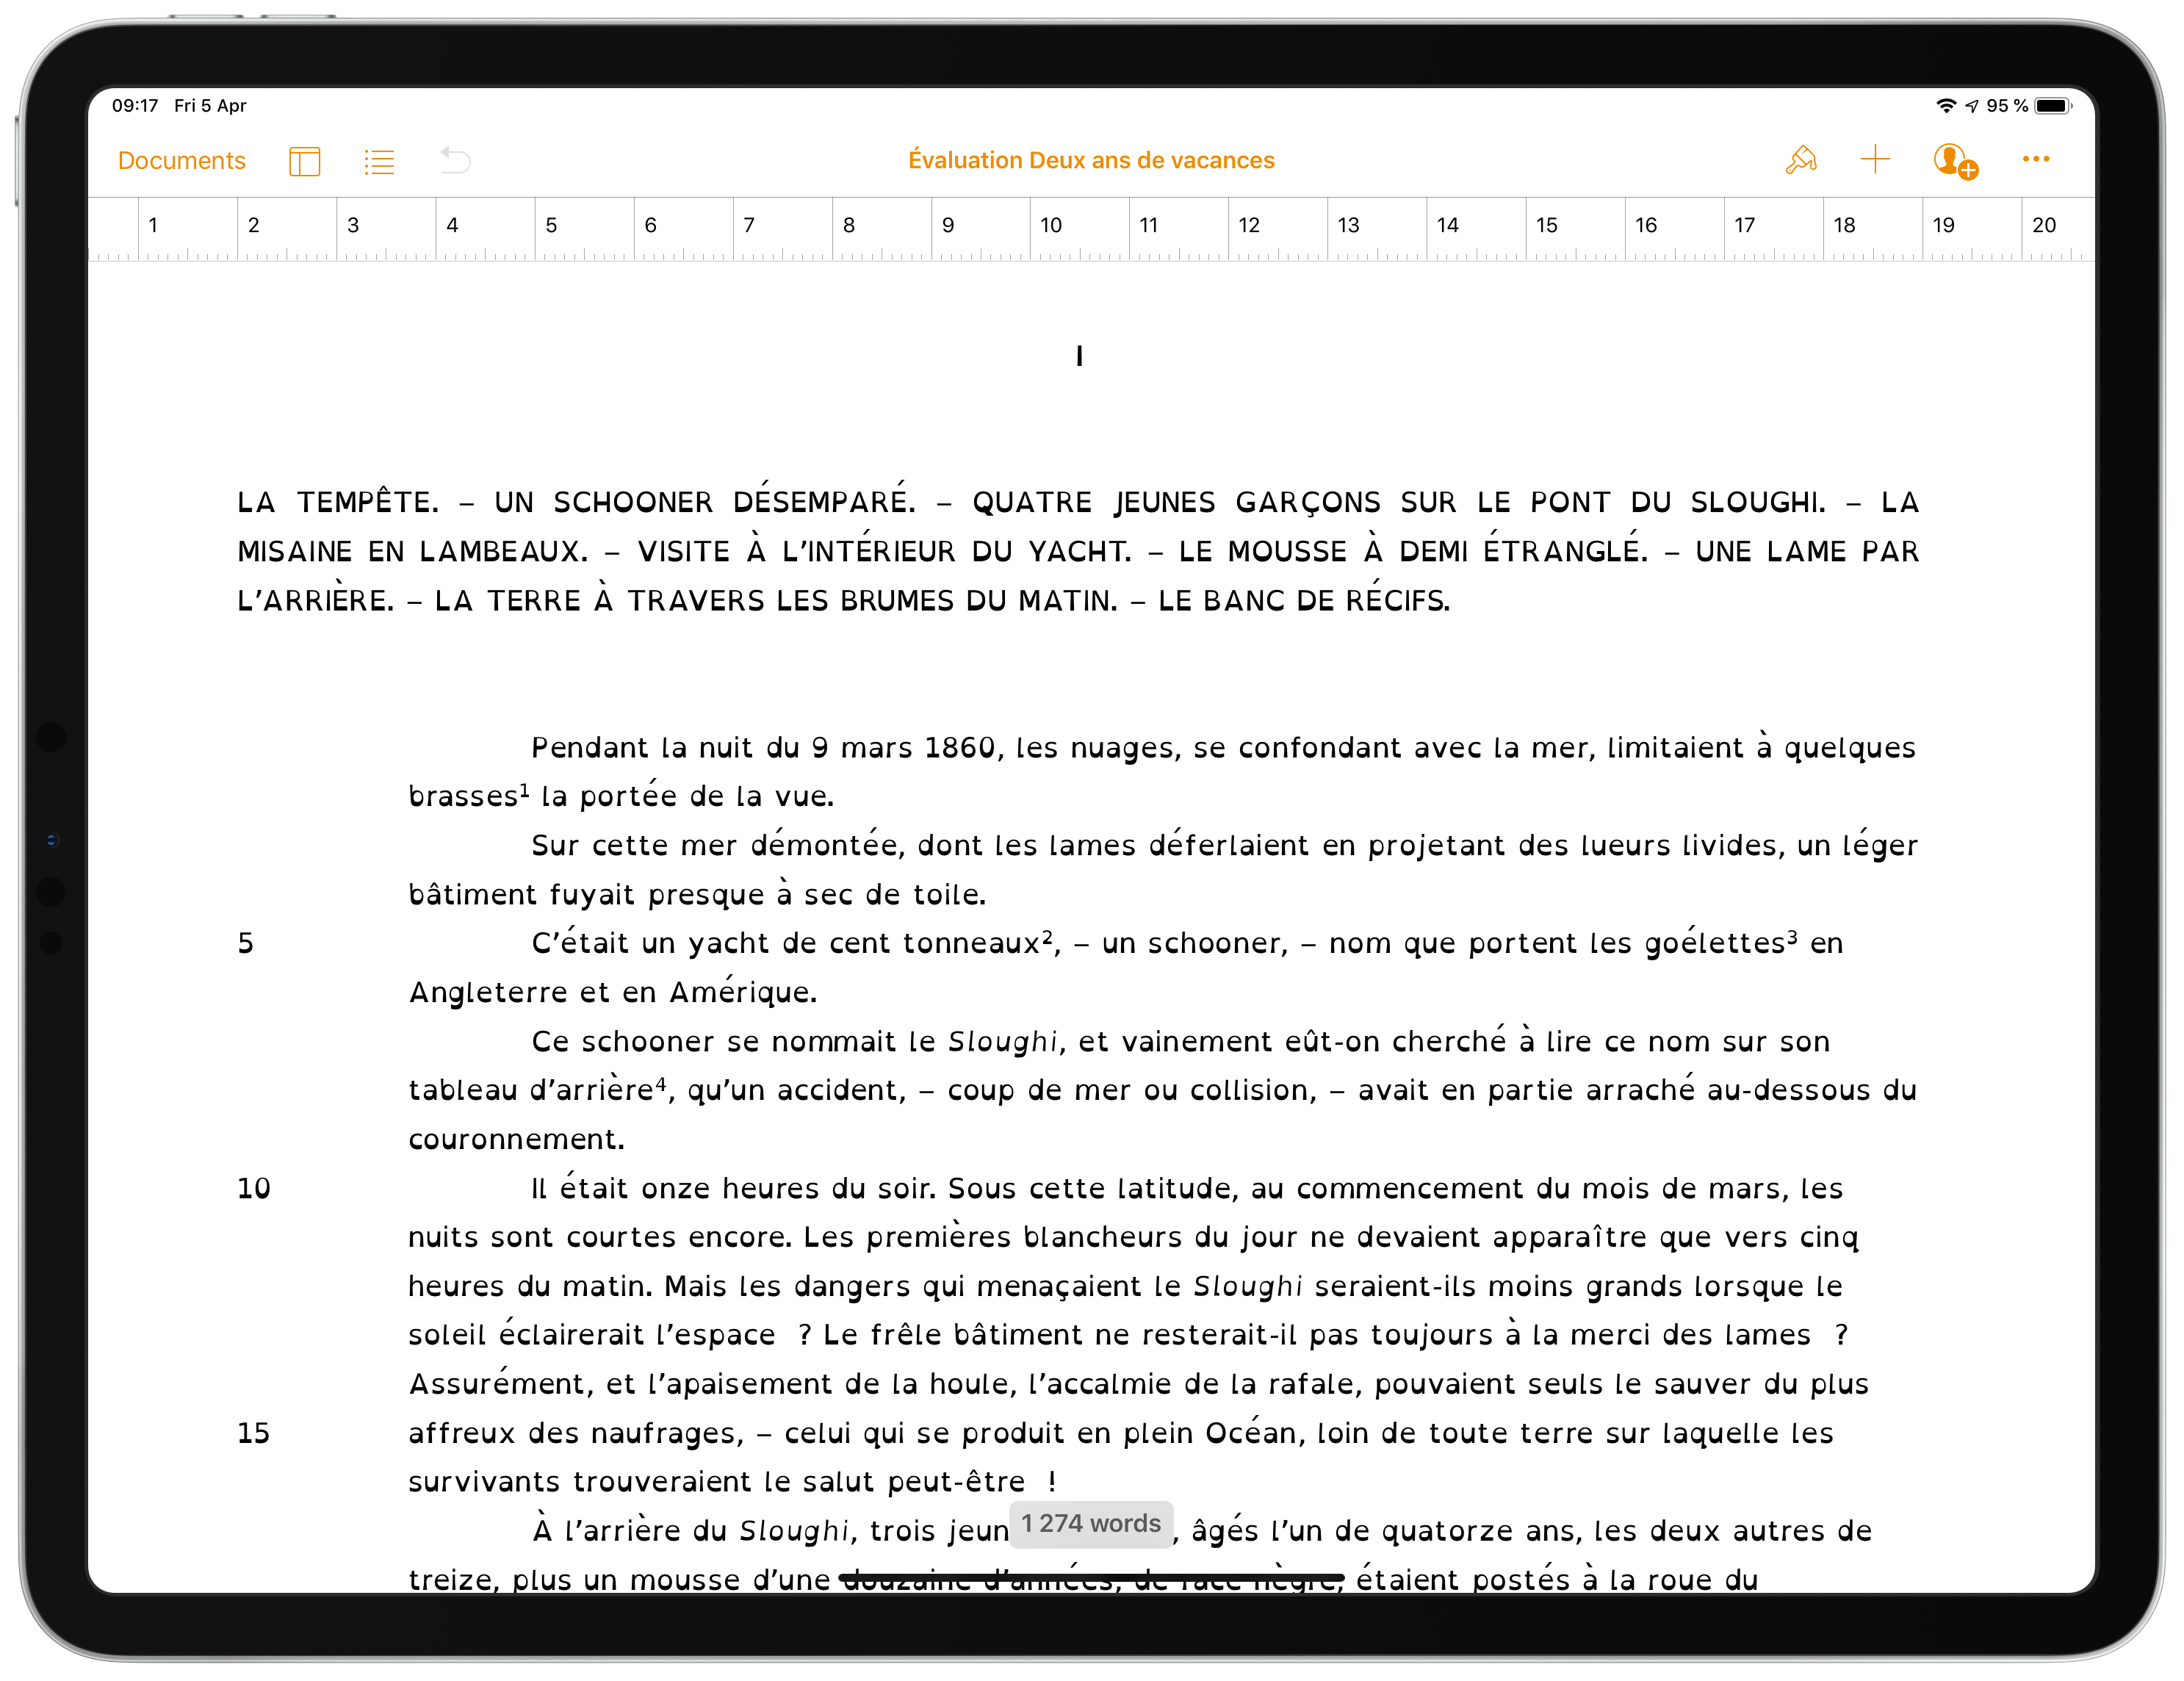 09:17 Fri 5 Apr 95 %
Documents Évaluation Deux ans de vacances
1 2 3 4 5 6 7 8 9 10 11 12 13 14 15 16 17 18 19 20
I
LA TEMPÊTE. – UN SCHOONER DÉSEMPARÉ. – QUATRE JEUNES GARÇONS SUR LE PONT DU SLOUGHI. – LA
MISAINE EN LAMBEAUX. – VISITE À L’INTÉRIEUR DU YACHT. – LE MOUSSE À DEMI ÉTRANGLÉ. – UNE LAME PAR
L’ARRIÈRE. – LA TERRE À TRAVERS LES BRUMES DU MATIN. – LE BANC DE RÉCIFS.
Pendant la nuit du 9 mars 1860, les nuages, se confondant avec la mer, limitaient à quelques
brasses¹ la portée de la vue.
Sur cette mer démontée, dont les lames déferlaient en projetant des lueurs livides, un léger
bâtiment fuyait presque à sec de toile.
5 C’était un yacht de cent tonneaux², – un schooner, – nom que portent les goélettes³ en
Angleterre et en Amérique.
Ce schooner se nommait le Sloughi, et vainement eût-on cherché à lire ce nom sur son
tableau d’arrière⁴, qu’un accident, – coup de mer ou collision, – avait en partie arraché au-dessous du
couronnement.
10 Il était onze heures du soir. Sous cette latitude, au commencement du mois de mars, les
nuits sont courtes encore. Les premières blancheurs du jour ne devaient apparaître que vers cinq
heures du matin. Mais les dangers qui menaçaient le Sloughi seraient-ils moins grands lorsque le
soleil éclairerait l’espace ? Le frêle bâtiment ne resterait-il pas toujours à la merci des lames ?
Assurément, et l’apaisement de la houle, l’accalmie de la rafale, pouvaient seuls le sauver du plus
15 affreux des naufrages, – celui qui se produit en plein Océan, loin de toute terre sur laquelle les
survivants trouveraient le salut peut-être !
À l’arrière du Sloughi, trois jeun 1 274 words , âgés l’un de quatorze ans, les deux autres de
treize, plus un mousse d’une douzaine d’années, de race nègre, étaient postés à la roue du